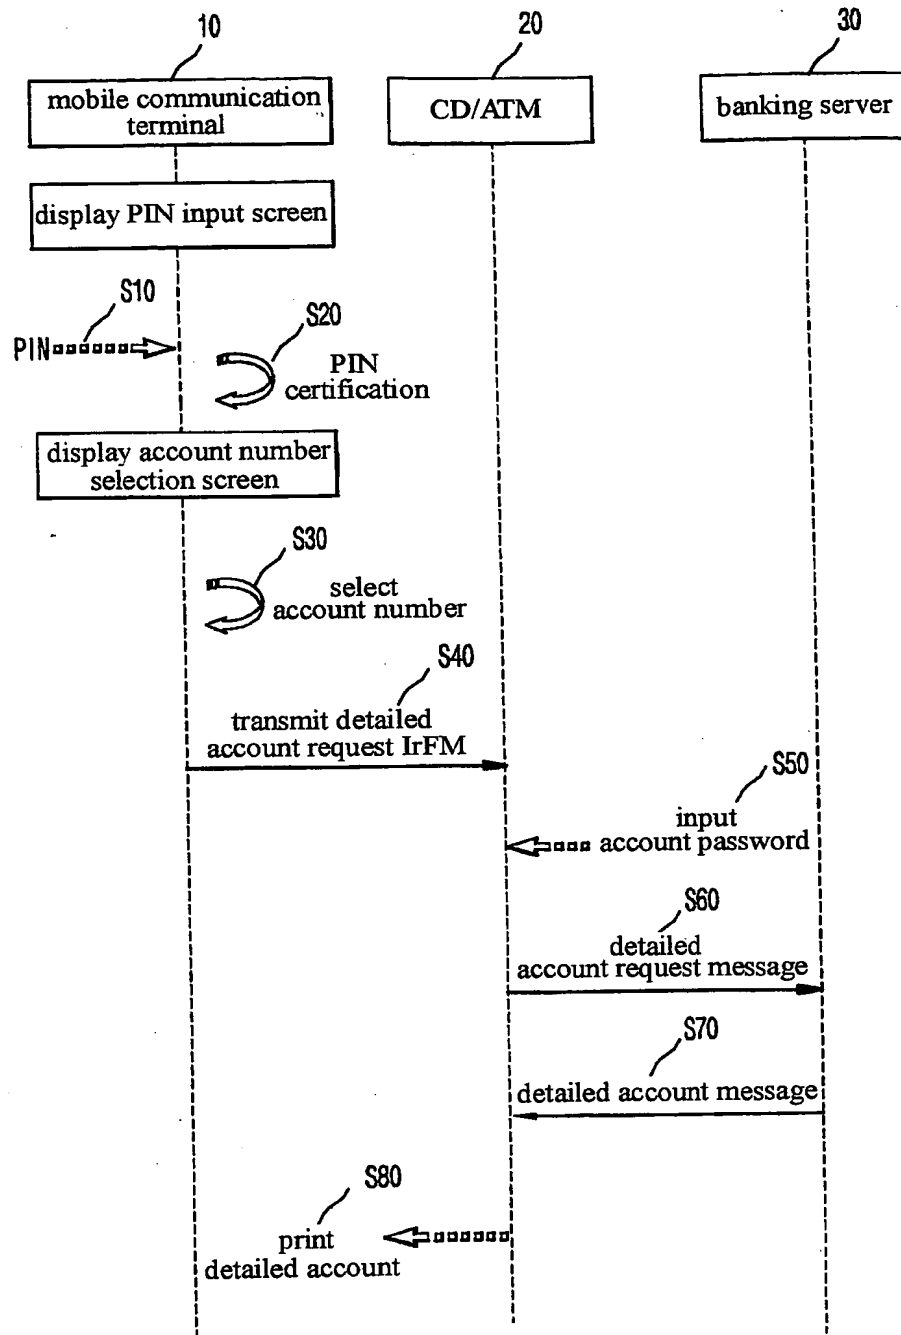 10
20
30
mobile communication
terminal
CD/ATM
banking server
display PIN input screen
S10
PIN
S20
PIN
certification
display account number
selection screen
S30
select
account number
S40
transmit detailed
account request IrFM
S50
input
account password
S60
detailed
account request message
S70
detailed account message
S80
print
detailed account